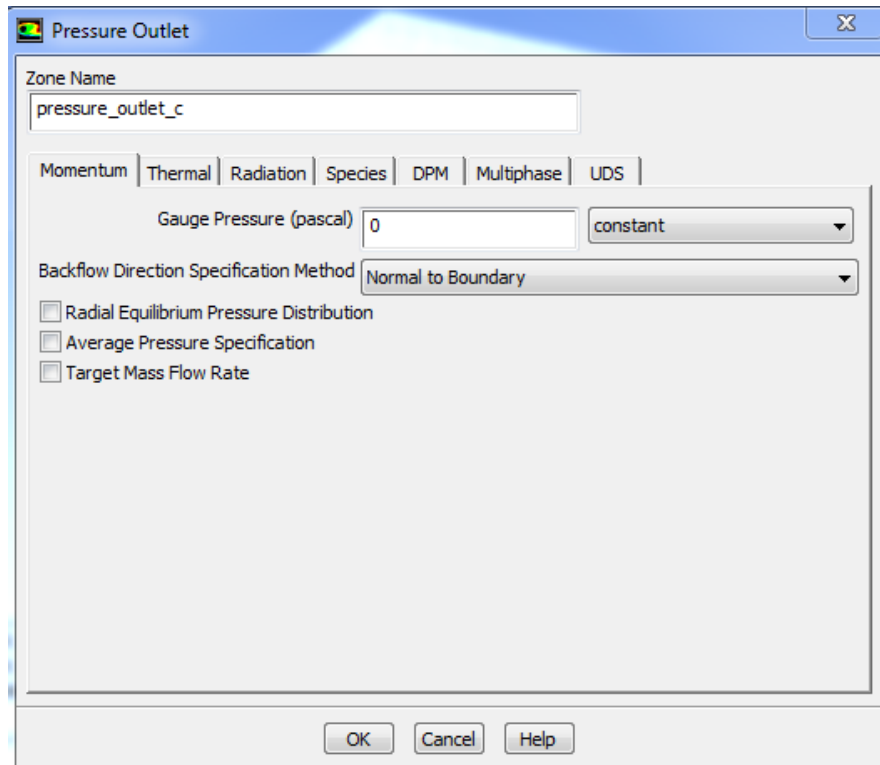 Pressure Outlet
Zone Name
pressure_outlet_c
Momentum Thermal Radiation Species DPM Multiphase UDS
Gauge Pressure (pascal) 0 constant
Backflow Direction Specification Method Normal to Boundary
Radial Equilibrium Pressure Distribution
Average Pressure Specification
Target Mass Flow Rate
OK Cancel Help